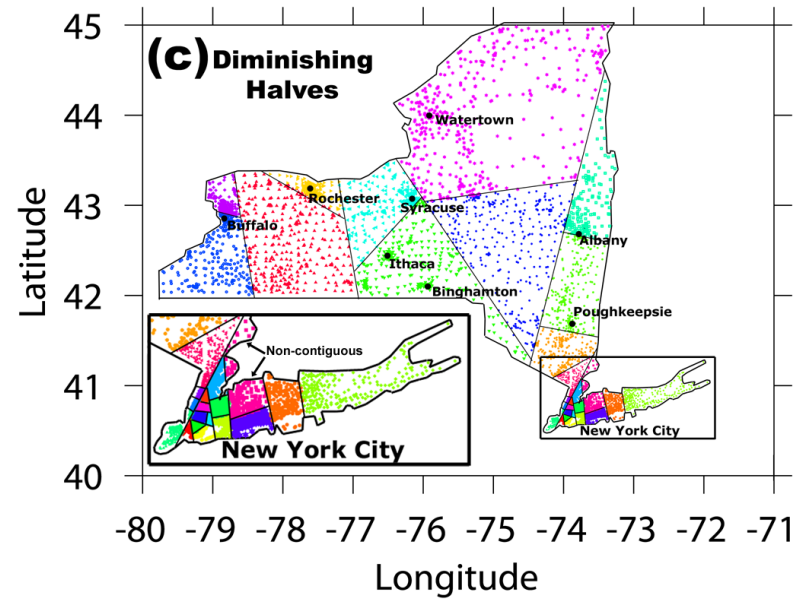 (c) Diminishing
Halves
45
44
43
42
41
40
Latitude
Watertown
Rochester
Syracuse
Buffalo
Albany
Ithaca
Binghamton
Poughkeepsie
Non-contiguous
New York City
New York City
-80 -79 -78 -77 -76 -75 -74 -73 -72 -71
Longitude